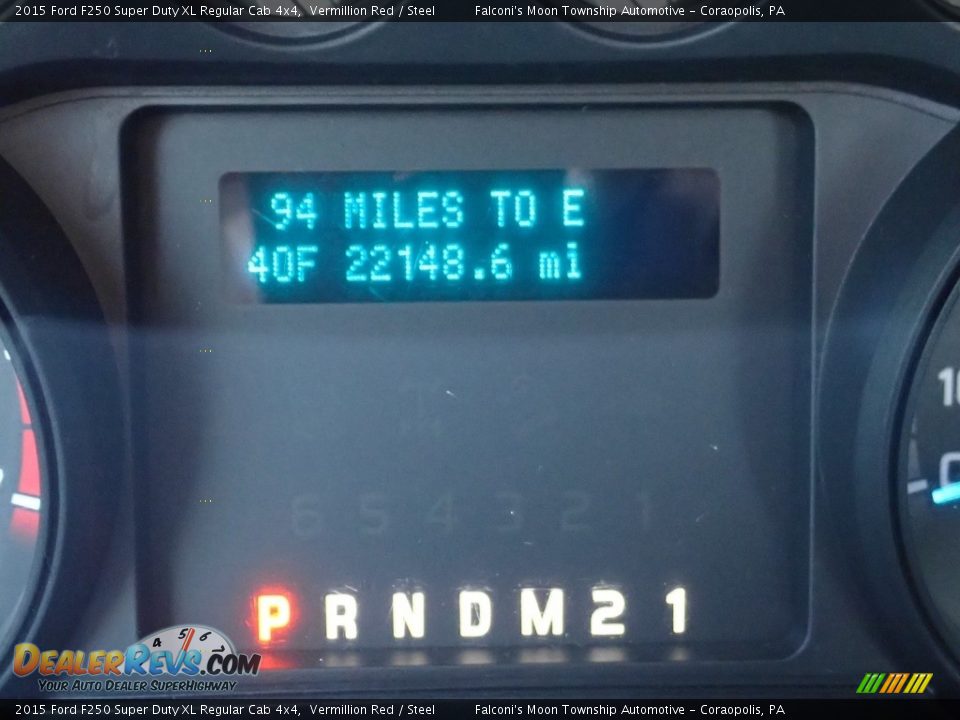 2015 Ford F250 Super Duty XL Regular Cab 4x4, Vermillion Red / Steel Falconi's Moon Township Automotive - Coraopolis, PA
94 MILES TO E
40F 22148.6 mi
6 5 4 3 2 1
P R N D M 2 1
4 5 6
DEALERREVS.COM
YOUR AUTO DEALER SUPERHIGHWAY
2015 Ford F250 Super Duty XL Regular Cab 4x4, Vermillion Red / Steel Falconi's Moon Township Automotive - Coraopolis, PA